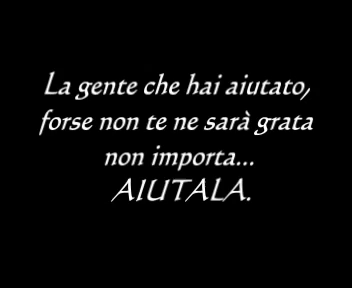 La gente che hai aiutato,
forse non te ne sarà grata
non importa...
AIUTALA.